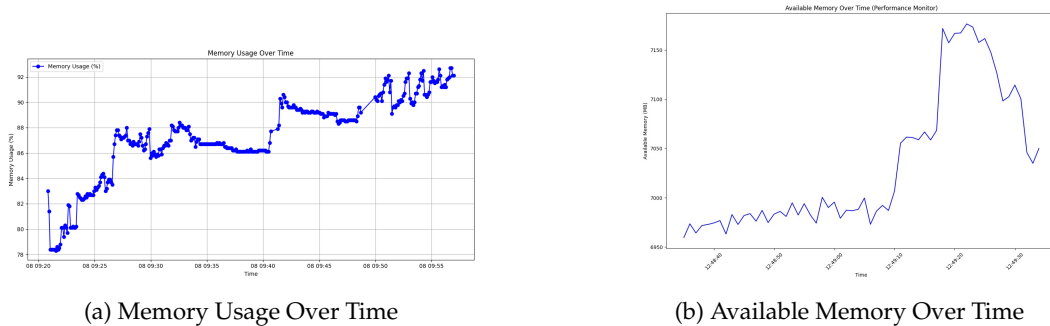 Memory Usage Over Time
Memory Usage (%)
Memory Usage (%)
92
90
88
86
84
82
80
78
08 09:20 08 09:25 08 09:30 08 09:35 08 09:40 08 09:45 08 09:50 08 09:55
Time
(a) Memory Usage Over Time
Available Memory Over Time (Performance Monitor)
Available Memory (MB)
7150
7100
7050
7000
6950
12:48:40 12:48:50 12:49:00 12:49:10 12:49:20 12:49:30
Time
(b) Available Memory Over Time